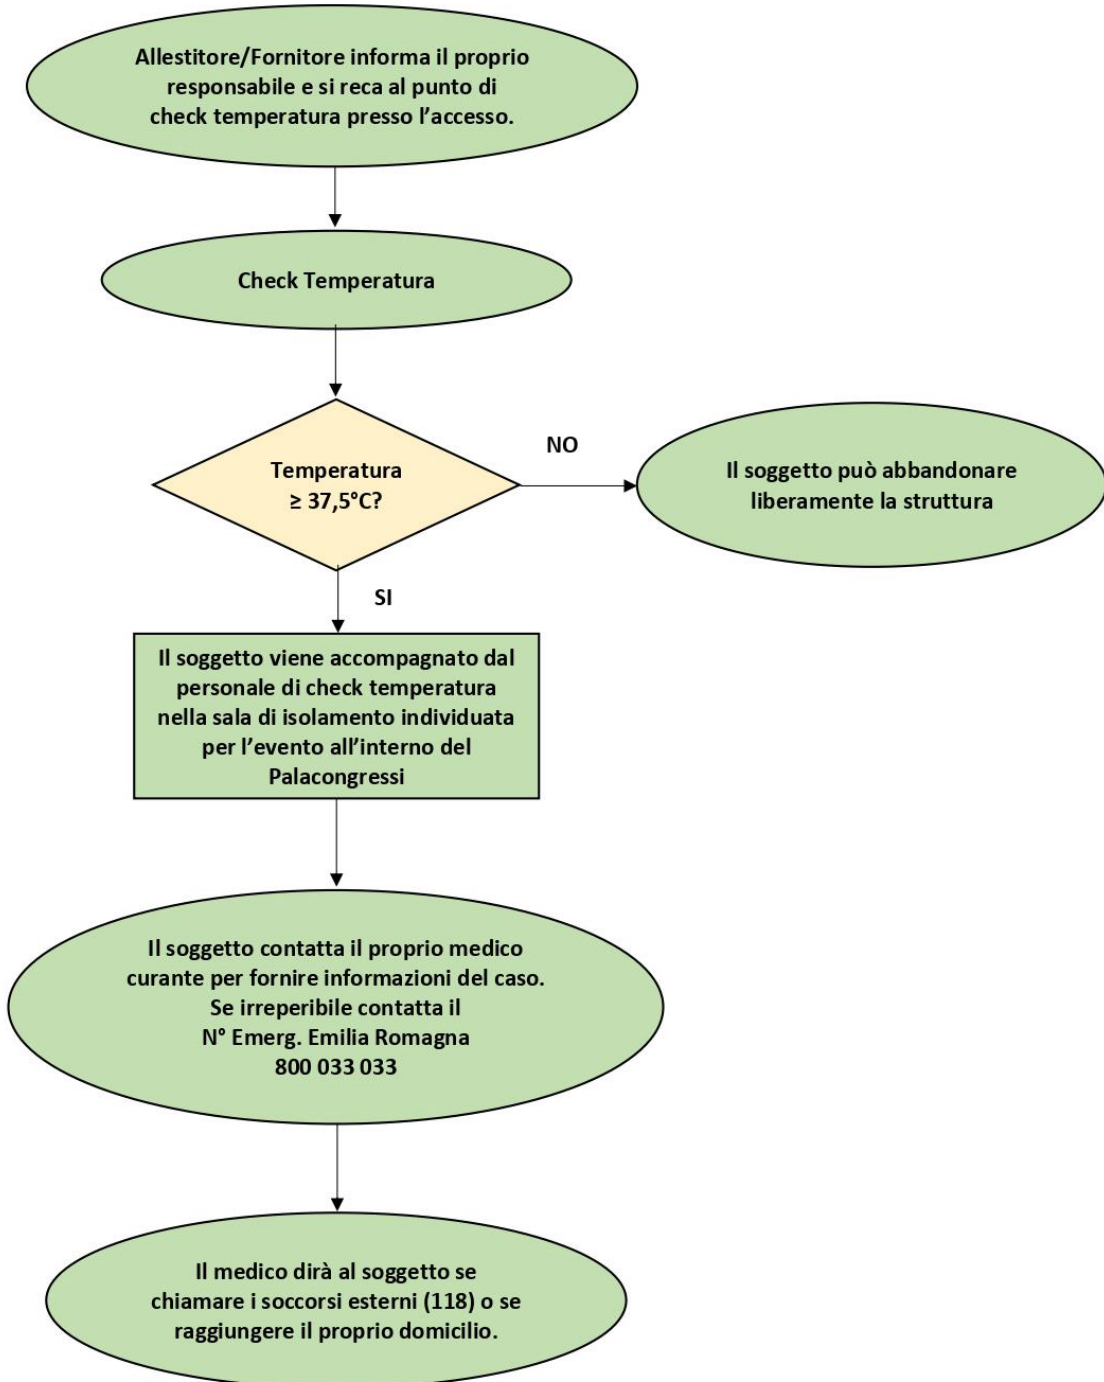 Allestitore/Fornitore informa il proprio
responsabile e si reca al punto di
check temperatura presso l'accesso.
Check Temperatura
Temperatura
≥ 37,5°C?
NO
Il soggetto può abbandonare
liberamente la struttura
SI
Il soggetto viene accompagnato dal
personale di check temperatura
nella sala di isolamento individuata
per l'evento all'interno del
Palacongressi
Il soggetto contatta il proprio medico
curante per fornire informazioni del caso.
Se irreperibile contatta il
N° Emerg. Emilia Romagna
800 033 033
Il medico dirà al soggetto se
chiamare i soccorsi esterni (118) o se
raggiungere il proprio domicilio.